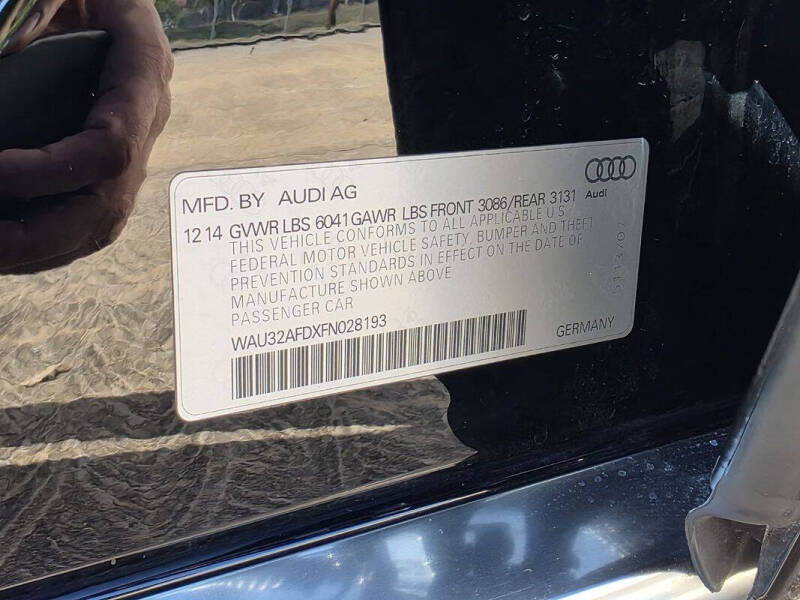 MFD. BY AUDI AG
Audi
12 14 GVWR LBS 6041 GAWR LBS FRONT 3086/REAR 3131
THIS VEHICLE CONFORMS TO ALL APPLICABLE U.S.
FEDERAL MOTOR VEHICLE SAFETY, BUMPER AND THEFT
PREVENTION STANDARDS IN EFFECT ON THE DATE OF
MANUFACTURE SHOWN ABOVE
PASSENGER CAR
WAU32AFDXFN028193
GERMANY
5113707